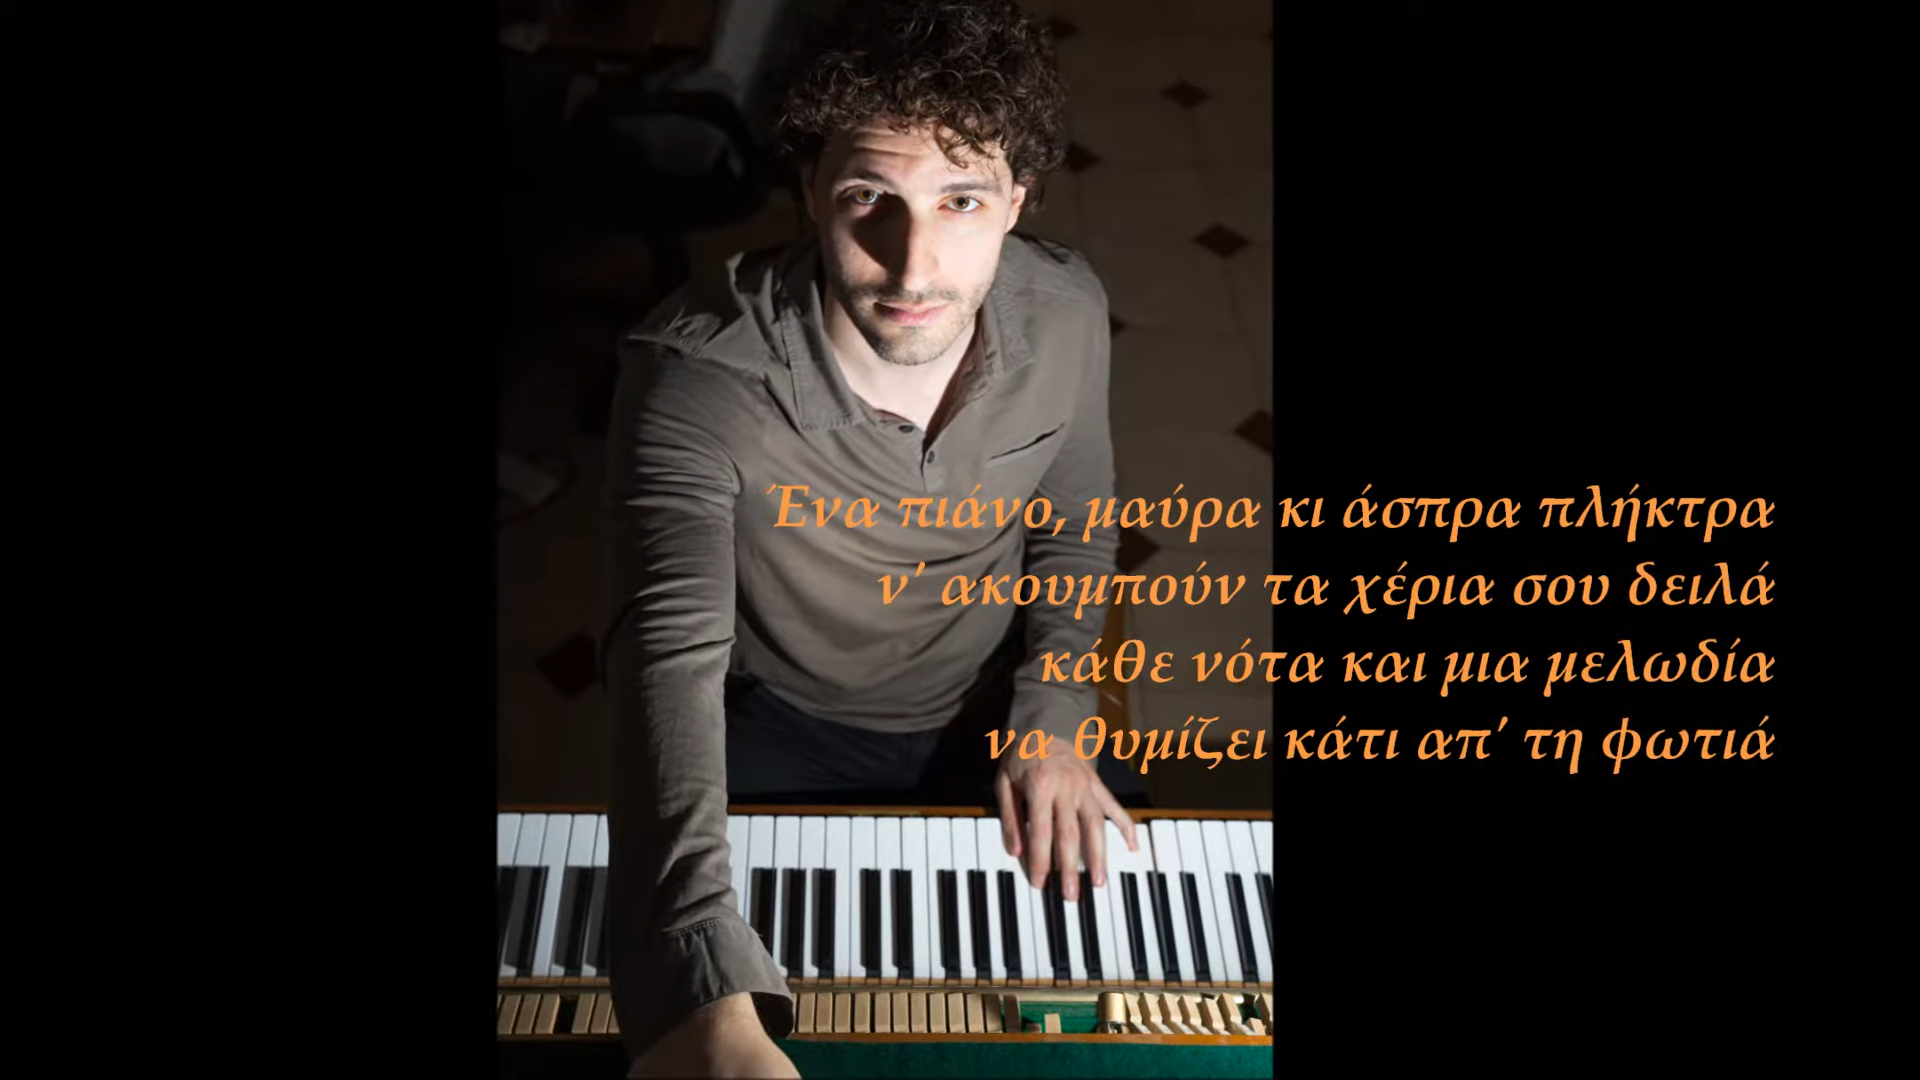 Ένα πιάνο, μαύρα κι άσπρα πλήκτρα
ν' ακουμπούν τα χέρια σου δειλά
κάθε νότα και μια μελωδία
να θυμίζει κάτι απ' τη φωτιά